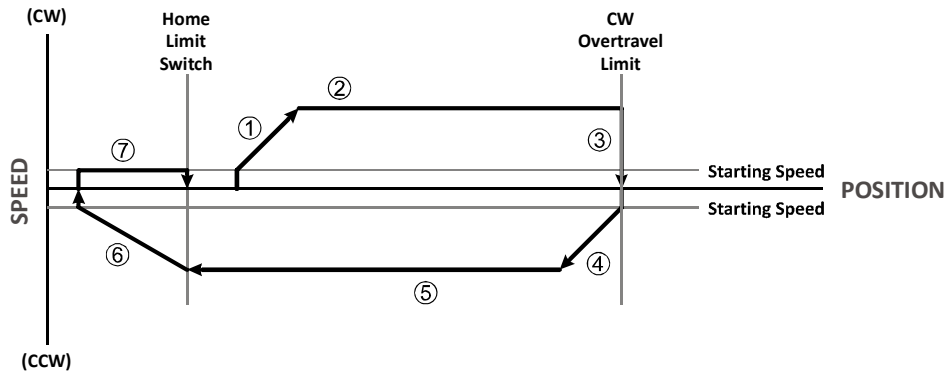 (CW)
Home
Limit
Switch
CW
Overtravel
Limit
②
①
③
⑦
Starting Speed
SPEED
POSITION
Starting Speed
⑥
④
⑤
(CCW)